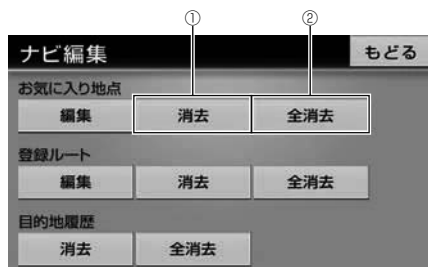 ① ②
ナビ編集 もどる
お気に入り地点
編集 消去 全消去
登録ルート
編集 消去 全消去
目的地履歴
消去 全消去